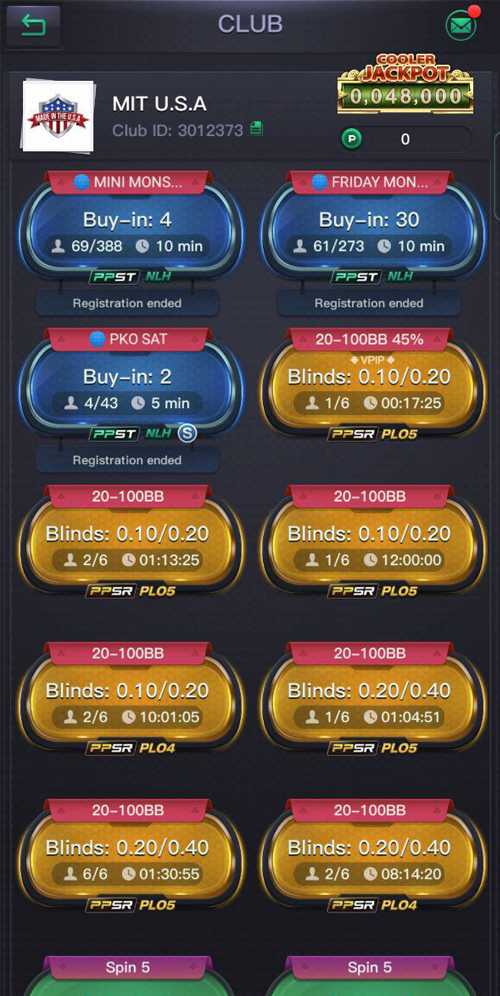 CLUB
COOLER
JACKPOT
0,048,000
MADE IN THE U.S.A
MIT U.S.A
Club ID: 3012373
P 0
MINI MONS...
Buy-in: 4
69/388 10 min
PPST NLH
Registration ended
FRIDAY MON...
Buy-in: 30
61/273 10 min
PPST NLH
Registration ended
PKO SAT
Buy-in: 2
4/43 5 min
PPST NLH S
Registration ended
20-100BB 45%
VPIP
Blinds: 0.10/0.20
1/6 00:17:25
PPSR PLO5
20-100BB
Blinds: 0.10/0.20
2/6 01:13:25
PPSR PLO5
20-100BB
Blinds: 0.10/0.20
1/6 12:00:00
PPSR PLO5
20-100BB
Blinds: 0.10/0.20
2/6 10:01:05
PPSR PLO4
20-100BB
Blinds: 0.20/0.40
1/6 01:04:51
PPSR PLO5
20-100BB
Blinds: 0.20/0.40
6/6 01:30:55
PPSR PLO5
20-100BB
Blinds: 0.20/0.40
2/6 08:14:20
PPSR PLO4
Spin 5
Spin 5